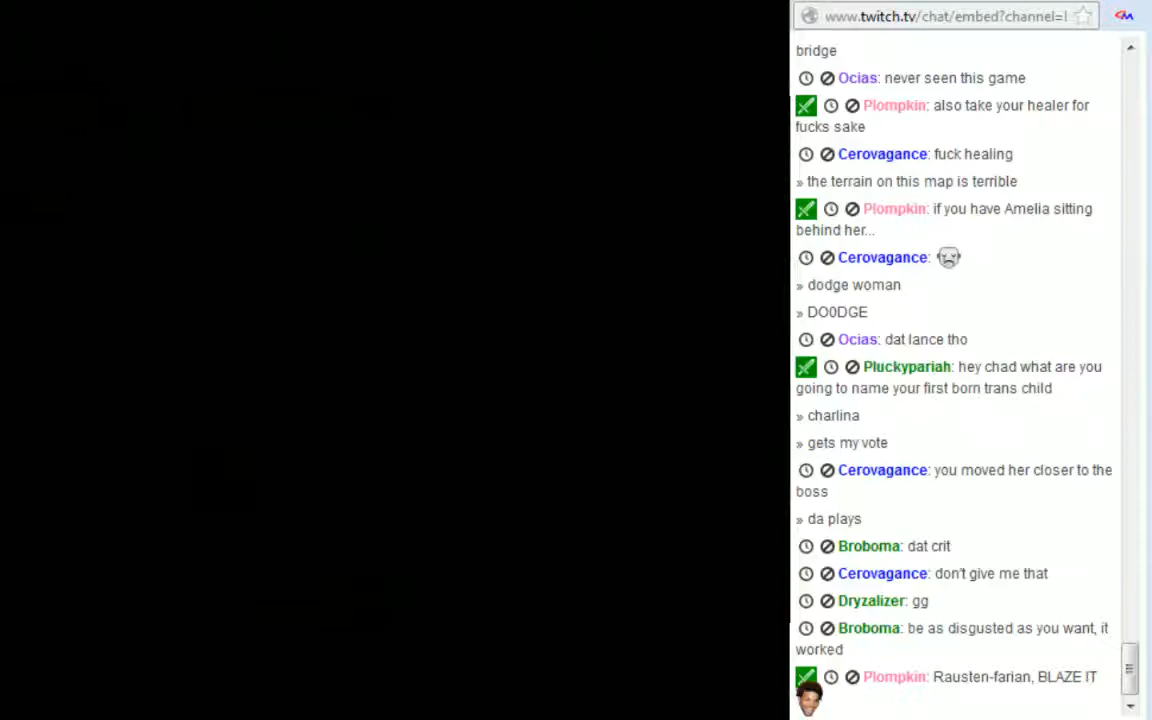 www.twitch.tv/chat/embed?channel=l
bridge
Ocias: never seen this game
Plompkin: also take your healer for
fucks sake
Cerovagance: fuck healing
» the terrain on this map is terrible
Plompkin: if you have Amelia sitting
behind her...
Cerovagance:
» dodge woman
» DO0DGE
Ocias: dat lance tho
Pluckypariah: hey chad what are you
going to name your first born trans child
» charlina
» gets my vote
Cerovagance: you moved her closer to the
boss
» da plays
Broboma: dat crit
Cerovagance: don't give me that
Dryzalizer: gg
Broboma: be as disgusted as you want, it
worked
Plompkin: Rausten-farian, BLAZE IT